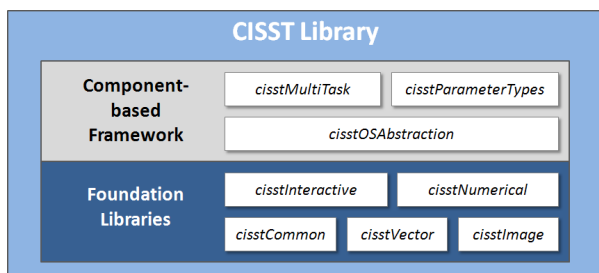 CISST Library
Component-
based
Framework
cisstMultiTask
cisstParameterTypes
cisstOSAbstraction
Foundation
Libraries
cisstInteractive
cisstNumerical
cisstCommon
cisstVector
cisstImage